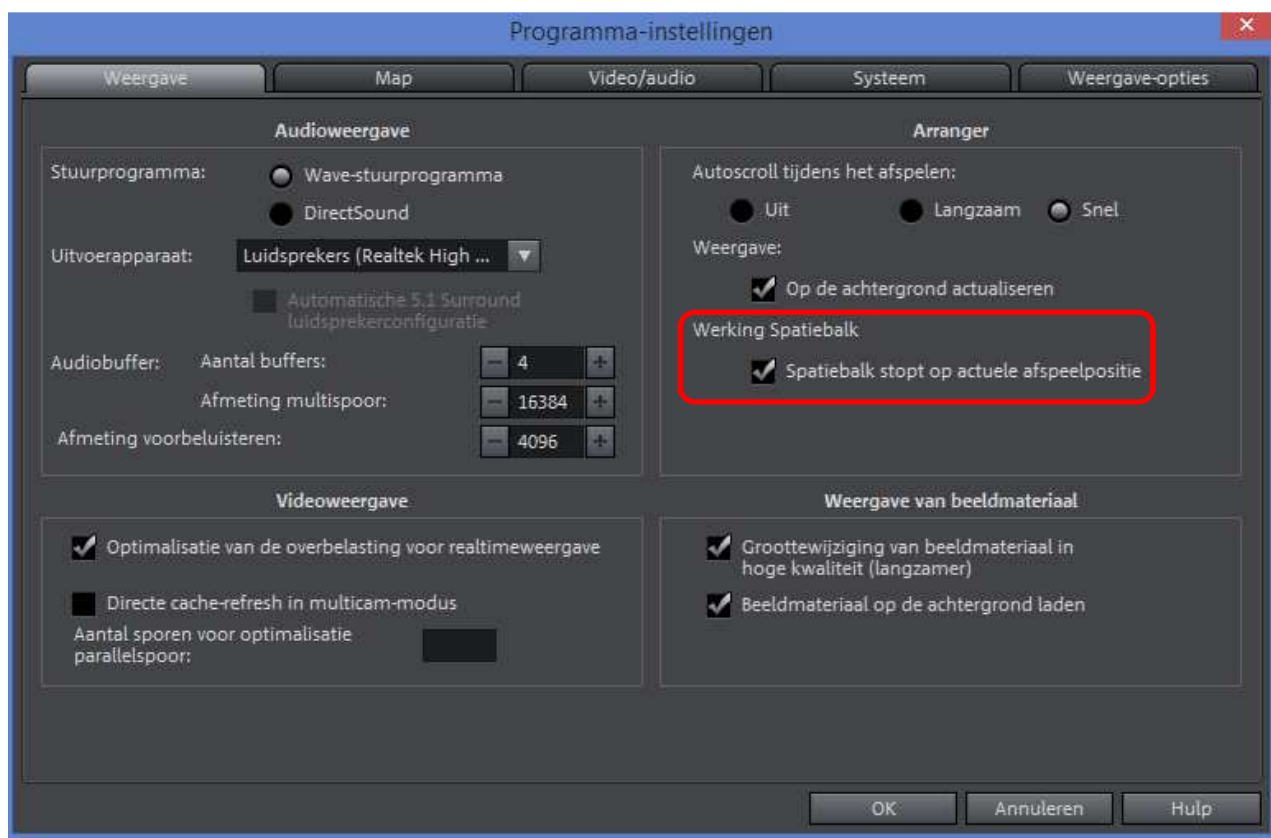 Programma-instellingen
Weergave
Map
Video/audio
Systeem
Weergave-opties
Audioweergave
Stuurprogramma:
Wave-stuurprogramma
DirectSound
Uitvoerapparaat:
Luidsprekers (Realtek High ...
Automatische 5.1 Surround
luidsprekerconfiguratie
Audiobuffer:
Aantal buffers:
4
Afmeting multispoor:
16384
Afmeting voorbeluisteren:
4096
Arranger
Autoscroll tijdens het afspelen:
Uit
Langzaam
Snel
Weergave:
Op de achtergrond actualiseren
Werking Spatiebalk
Spatiebalk stopt op actuele afspeelpositie
Videoweergave
Optimalisatie van de overbelasting voor realtimeweergave
Directe cache-refresh in multicam-modus
Aantal sporen voor optimalisatie
parallelspoor:
Weergave van beeldmateriaal
Groottewijziging van beeldmateriaal in
hoge kwaliteit (langzamer)
Beeldmateriaal op de achtergrond laden
OK
Annuleren
Hulp